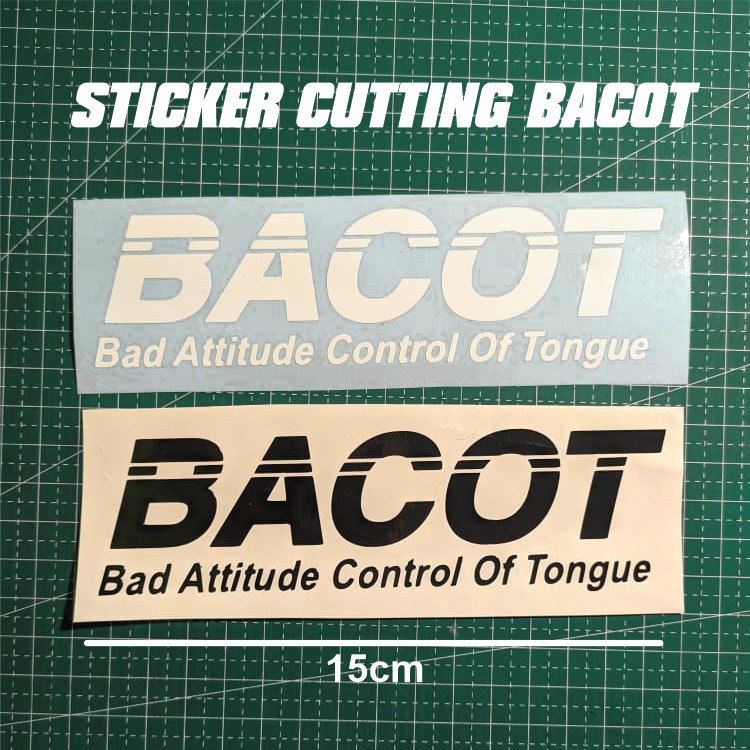 STICKER CUTTING BACOT
BACOT
Bad Attitude Control Of Tongue
BACOT
Bad Attitude Control Of Tongue
15cm